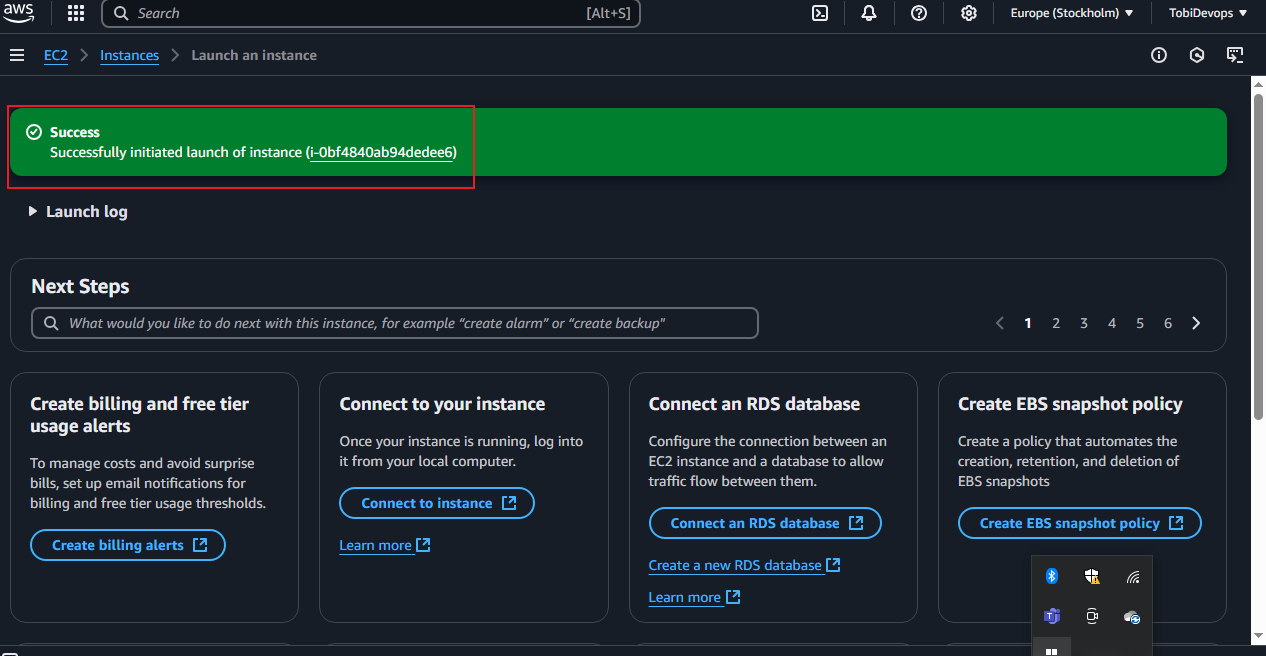 aws
Search [Alt+S] Europe (Stockholm) TobiDevops
EC2 Instances Launch an instance
Success
Successfully initiated launch of instance (i-0bf4840ab94dedee6)
Launch log
Next Steps
What would you like to do next with this instance, for example “create alarm” or “create backup"
1 2 3 4 5 6
Create billing and free tier
usage alerts
To manage costs and avoid surprise
bills, set up email notifications for
billing and free tier usage thresholds.
Create billing alerts
Connect to your instance
Once your instance is running, log into
it from your local computer.
Connect to instance
Learn more
Connect an RDS database
Configure the connection between an
EC2 instance and a database to allow
traffic flow between them.
Connect an RDS database
Create a new RDS database
Learn more
Create EBS snapshot policy
Create a policy that automates the
creation, retention, and deletion of
EBS snapshots
Create EBS snapshot policy